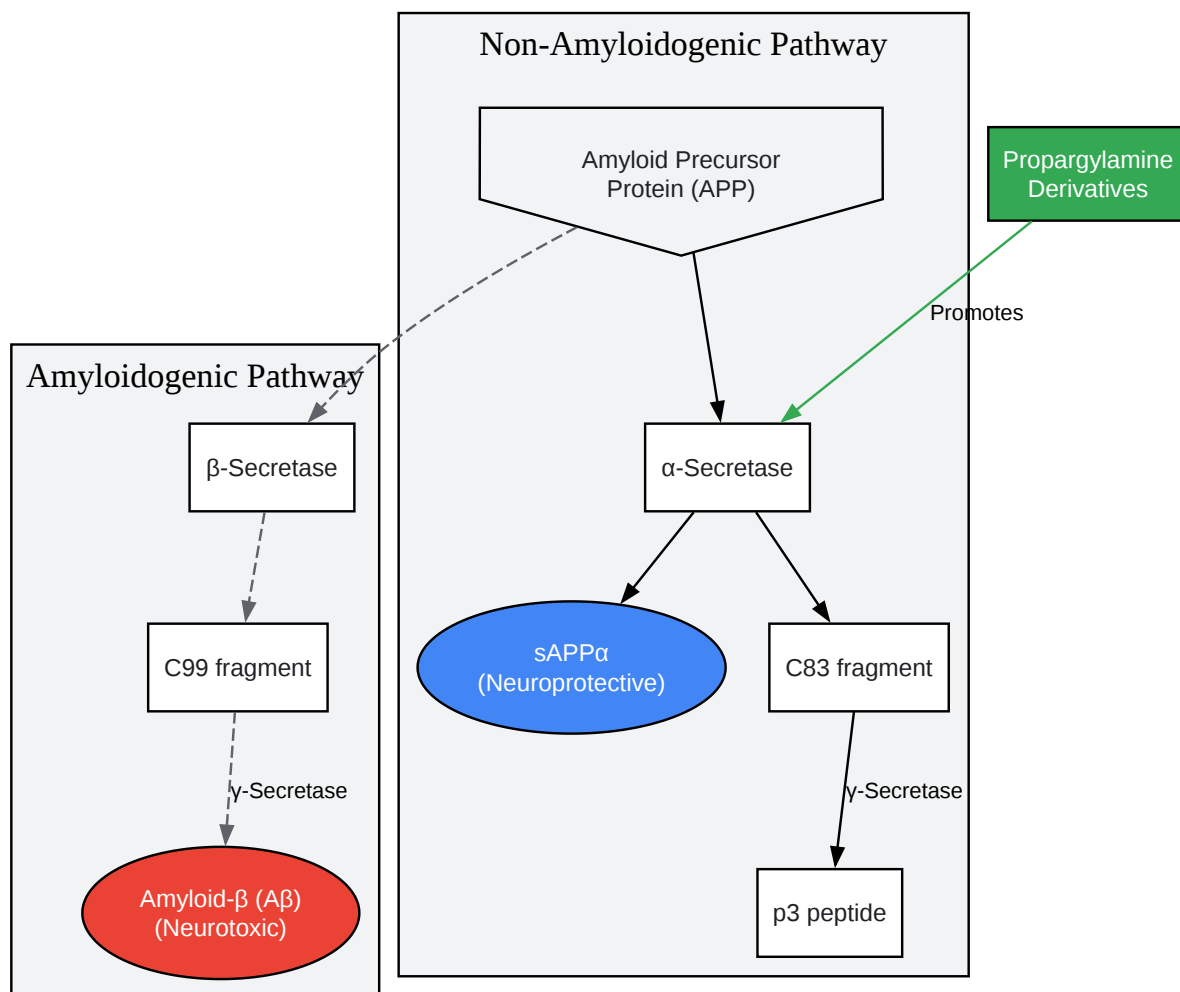 Non-Amyloidogenic Pathway
Amyloid Precursor
Protein (APP)
Propargylamine
Derivatives
Promotes
Amyloidogenic Pathway
β-Secretase
α-Secretase
C99 fragment
sAPPα
(Neuroprotective)
C83 fragment
γ-Secretase
γ-Secretase
Amyloid-β (Aβ)
(Neurotoxic)
p3 peptide